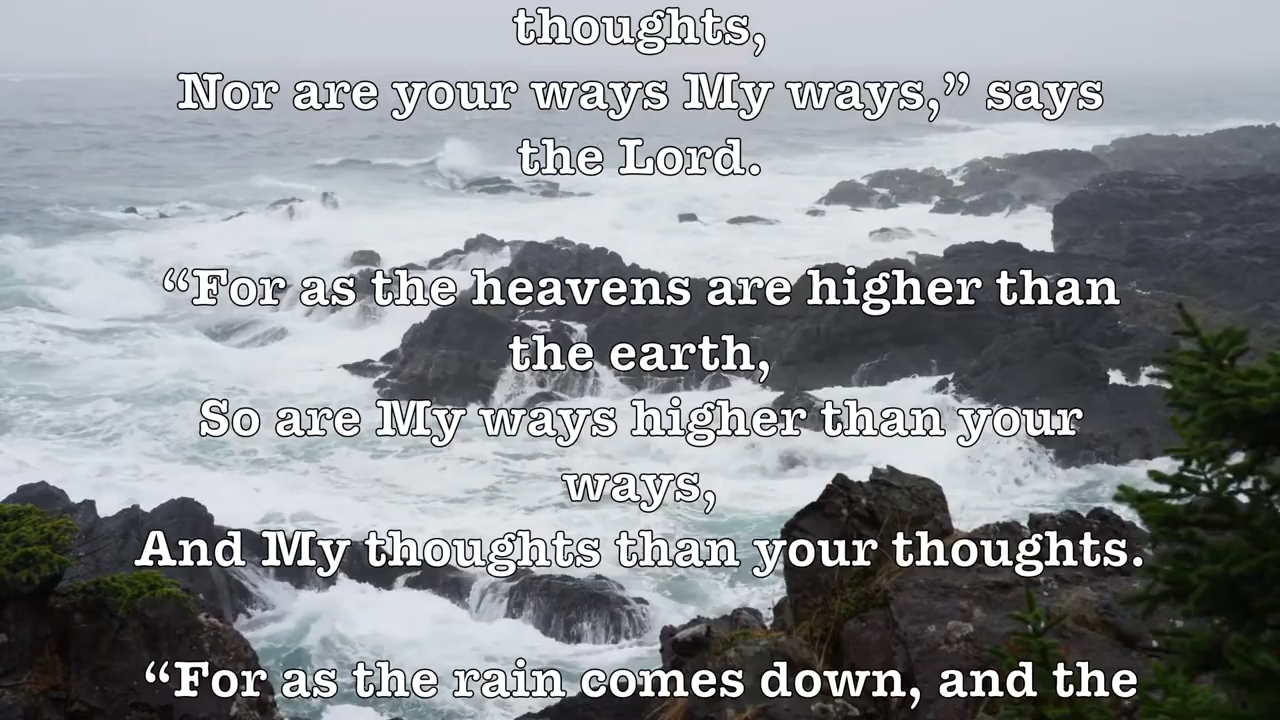 thoughts,
Nor are your ways My ways,” says
the Lord.
“For as the heavens are higher than
the earth,
So are My ways higher than your
ways,
And My thoughts than your thoughts.
“For as the rain comes down, and the